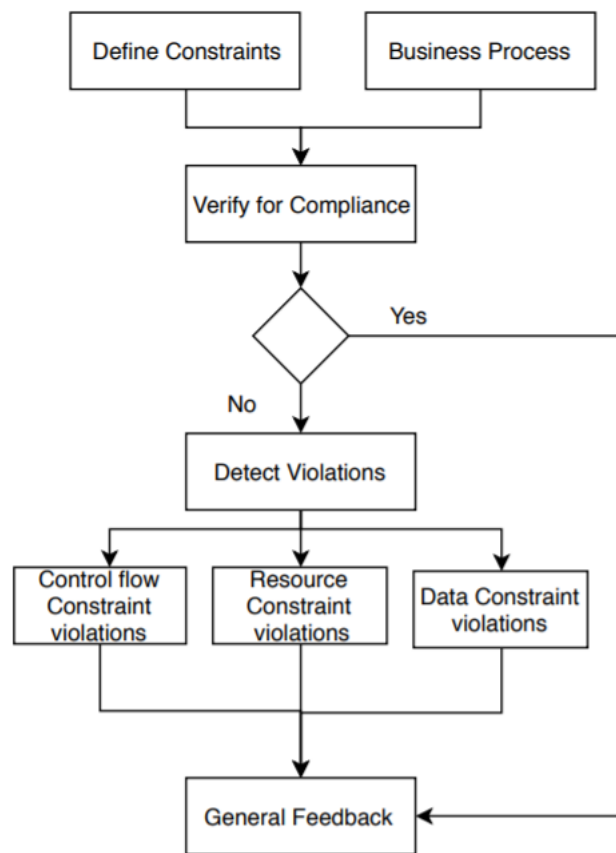 Define Constraints
Business Process
Verify for Compliance
Yes
No
Detect Violations
Control flow
Constraint
violations
Resource
Constraint
violations
Data Constraint
violations
General Feedback